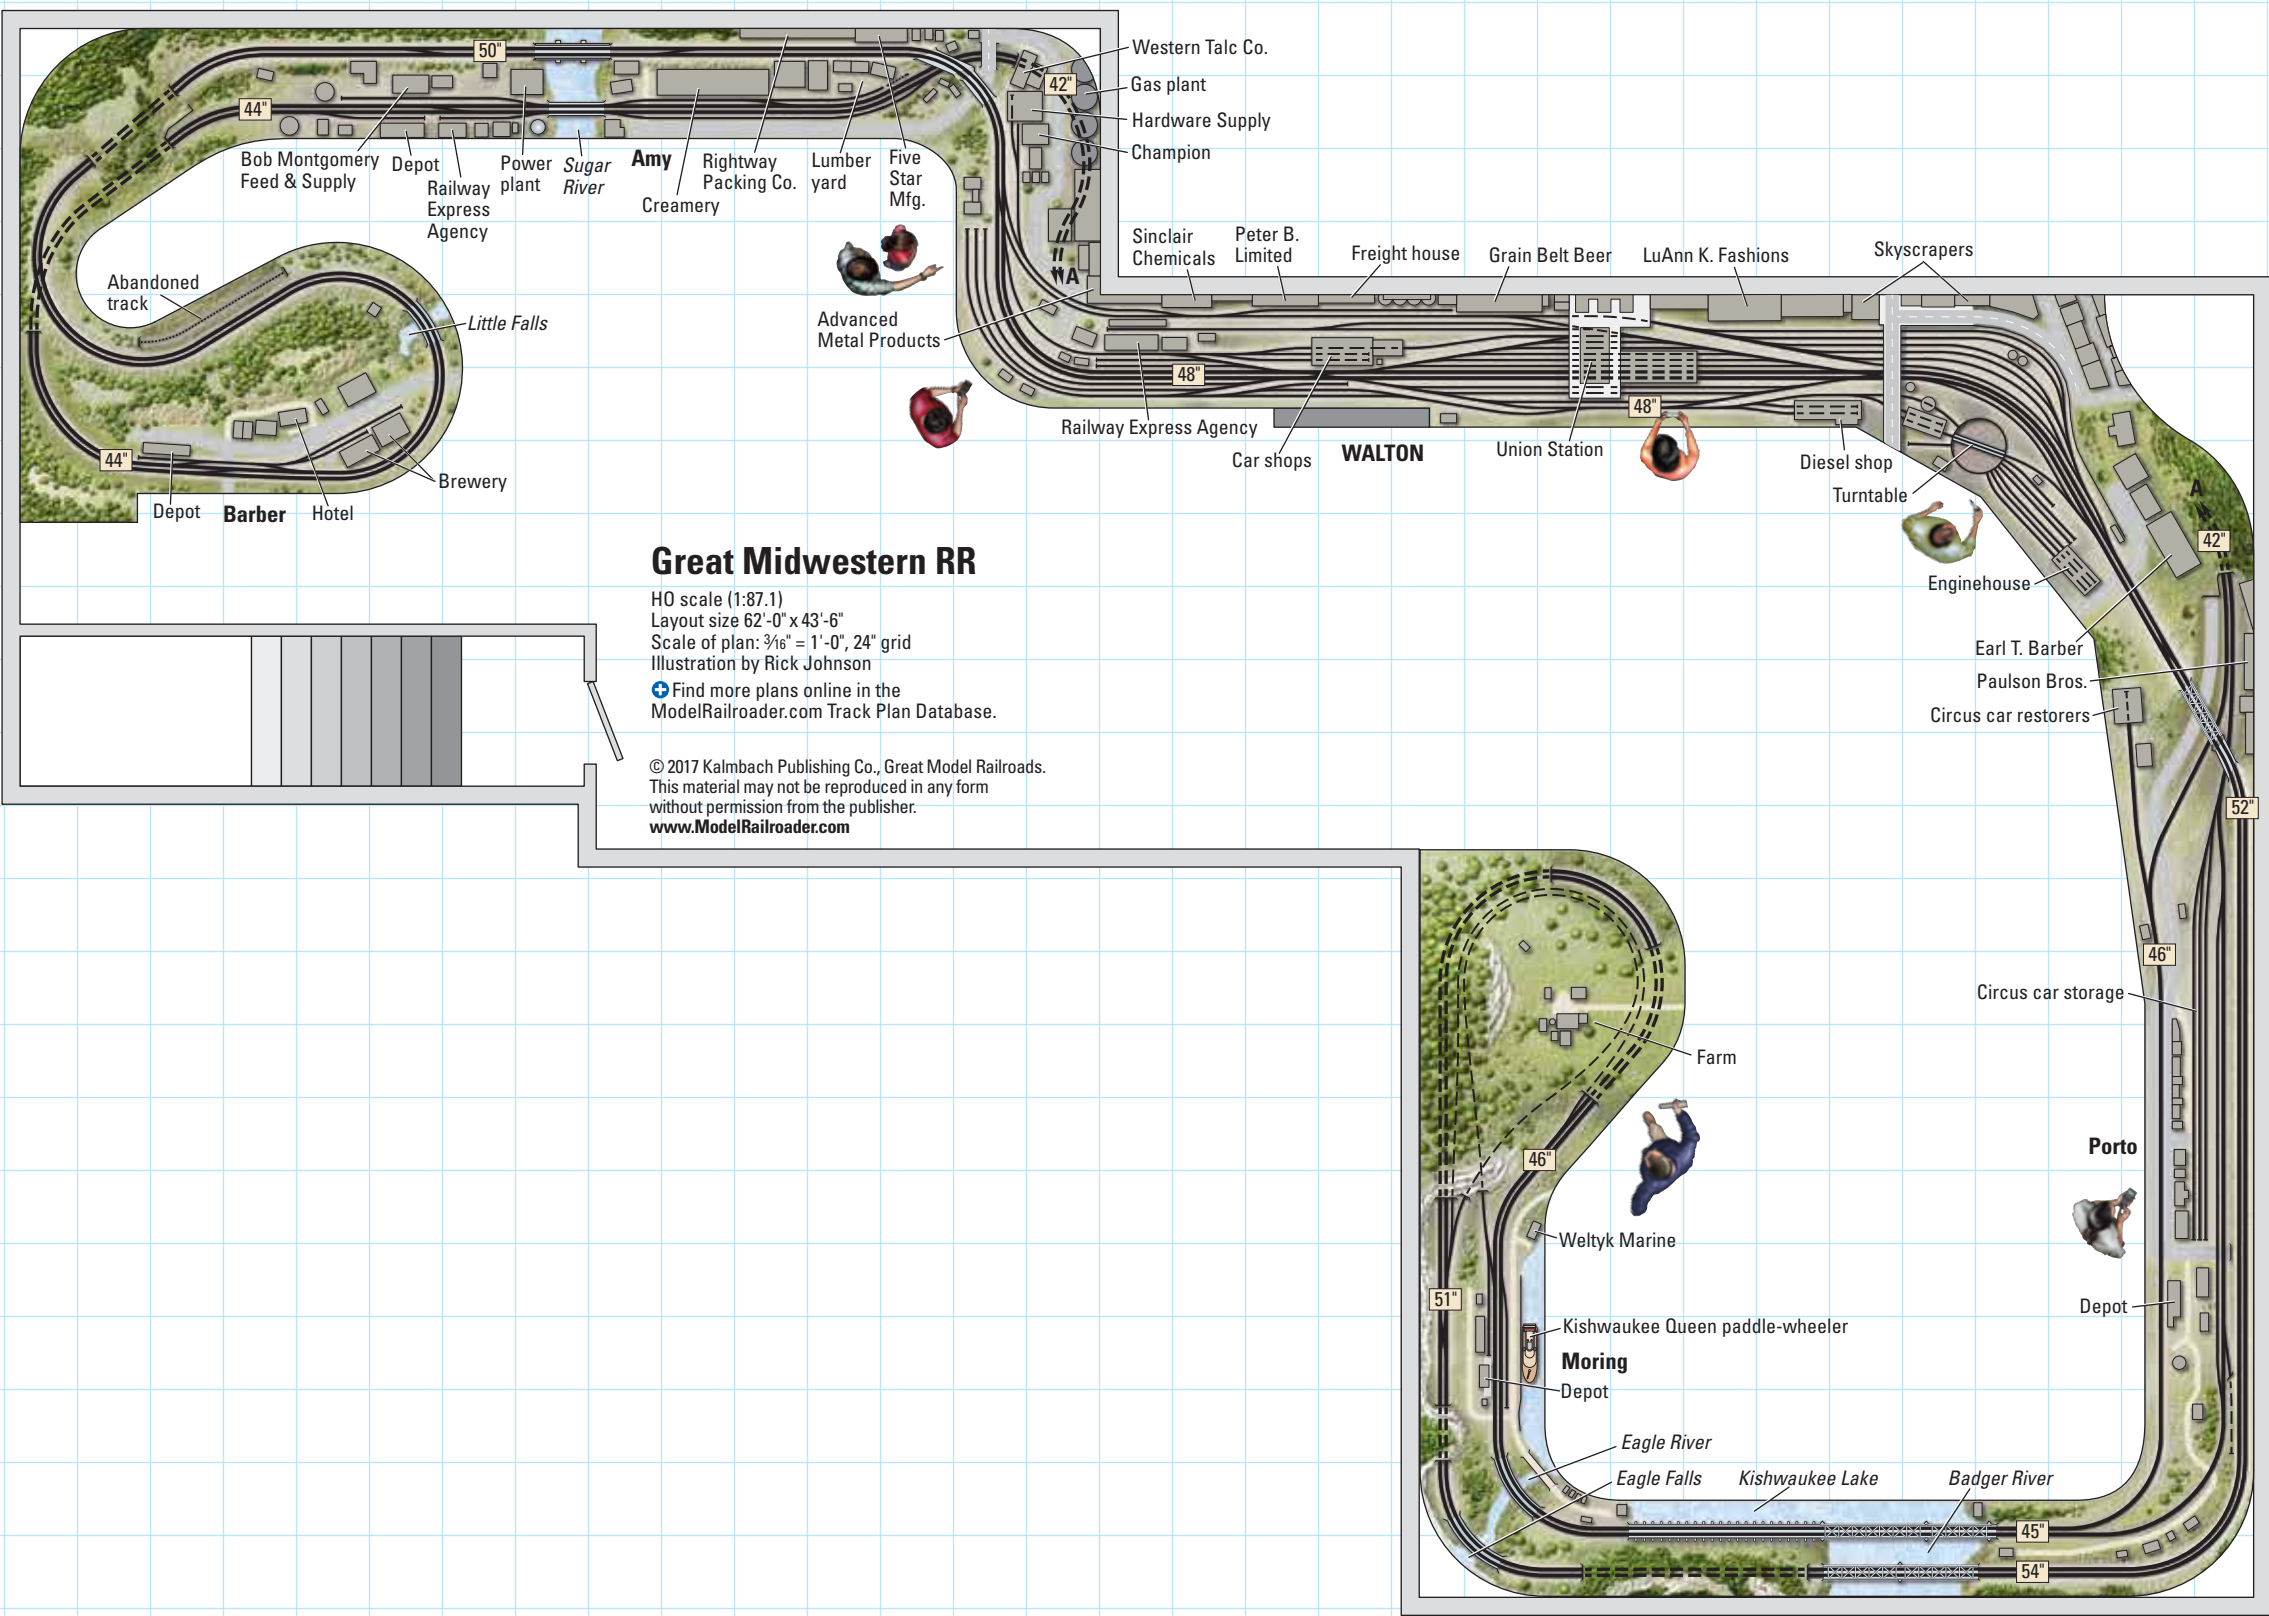 50"
44"
Bob Montgomery
Feed & Supply
Depot
Railway
Express
Agency
Power
plant
Sugar
River
Amy
Creamery
Rightway
Packing Co.
Lumber
yard
Five
Star
Mfg.
42"
Western Talc Co.
Gas plant
Hardware Supply
Champion
A
Abandoned
track
Little Falls
44"
Depot
Barber
Hotel
Brewery
Advanced
Metal Products
Sinclair
Chemicals
Peter B.
Limited
Freight house
Grain Belt Beer
LuAnn K. Fashions
Skyscrapers
48"
Railway Express Agency
Car shops
WALTON
Union Station
48"
Diesel shop
Turntable
Enginehouse
A
42"
Earl T. Barber
Paulson Bros.
Circus car restorers
52"
46"
Circus car storage
Porto
Depot
Great Midwestern RR
HO scale (1:87.1)
Layout size 62'-0" x 43'-6"
Scale of plan: 3⁄16" = 1'-0", 24" grid
Illustration by Rick Johnson
Find more plans online in the
ModelRailroader.com Track Plan Database.
© 2017 Kalmbach Publishing Co., Great Model Railroads.
This material may not be reproduced in any form
without permission from the publisher.
www.ModelRailroader.com
Farm
46"
Weltyk Marine
51"
Kishwaukee Queen paddle-wheeler
Moring
Depot
Eagle River
Eagle Falls
Kishwaukee Lake
Badger River
45"
54"